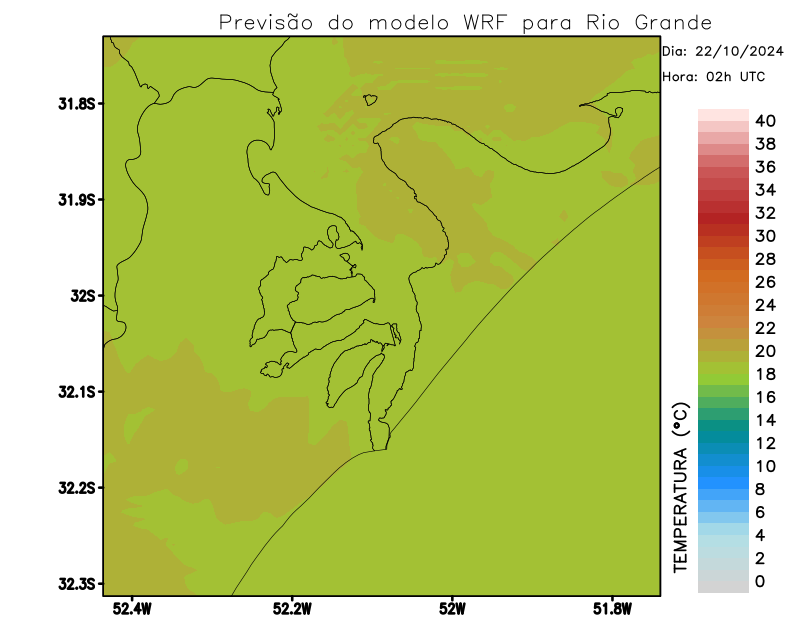 Previsão do modelo WRF para Rio Grande
Dia: 22/10/2024
Hora: 02h UTC
31.8S
31.9S
32S
32.1S
32.2S
32.3S
52.4W
52.2W
52W
51.8W
TEMPERATURA (°C)
40
38
36
34
32
30
28
26
24
22
20
18
16
14
12
10
8
6
4
2
0